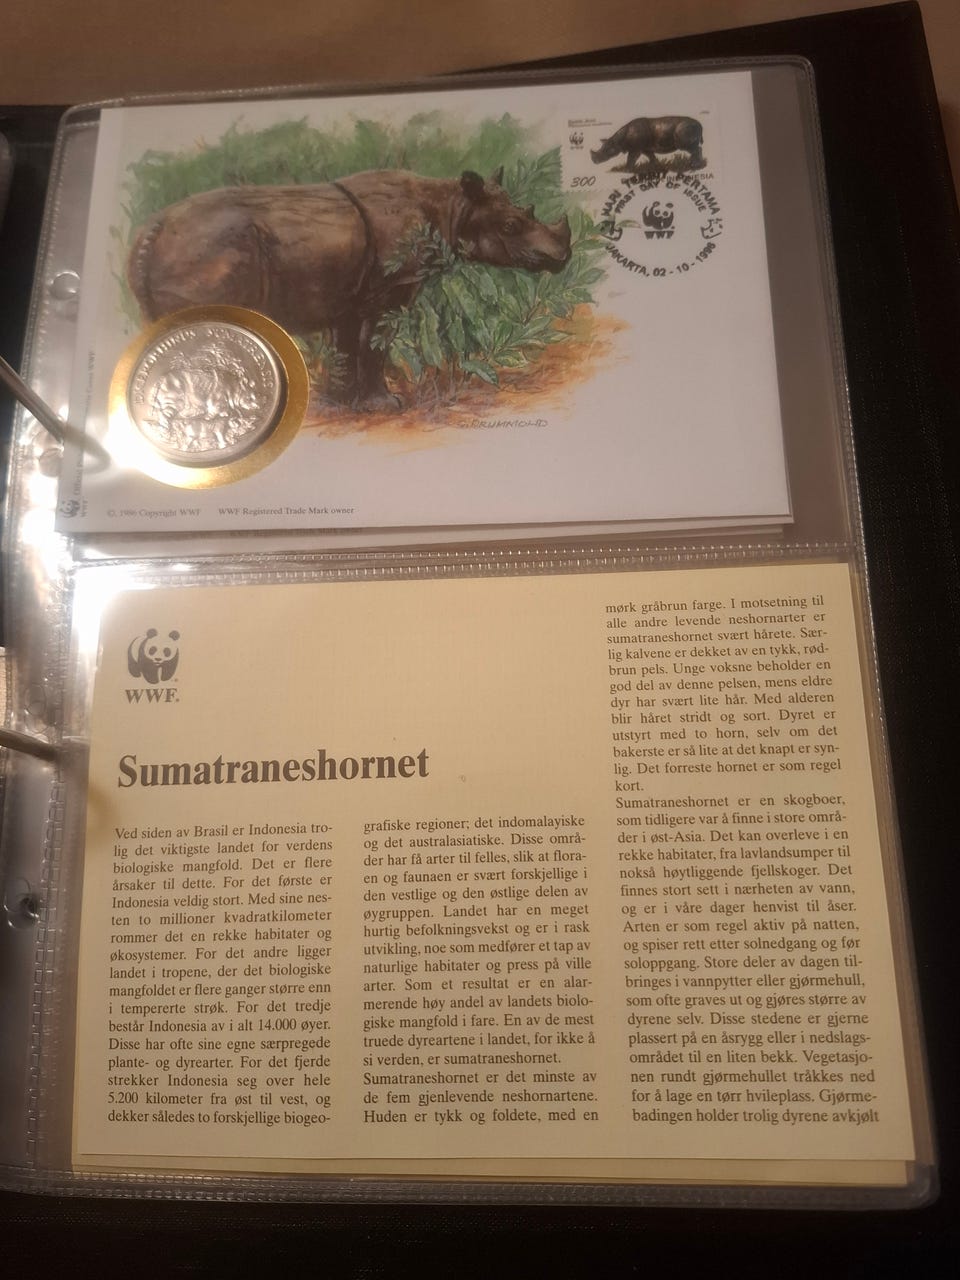 1996
WWF
300
INDONESIA
HARI TERBIT PERTAMA
FIRST DAY OF ISSUE
WWF
JAKARTA, 02-10-1996
SUMATRENSIS
G. DRUMMOND
WWF
Official
©, 1986 Copyright WWF WWF Registered Trade Mark owner
WWF®
Sumatraneshornet
Ved siden av Brasil er Indonesia tro-
lig det viktigste landet for verdens
biologiske mangfold. Det er flere
årsaker til dette. For det første er
Indonesia veldig stort. Med sine nes-
ten to millioner kvadratkilometer
rommer det en rekke habitater og
økosystemer. For det andre ligger
landet i tropene, der det biologiske
mangfoldet er flere ganger større enn
i tempererte strøk. For det tredje
består Indonesia av i alt 14.000 øyer.
Disse har ofte sine egne særpregede
plante- og dyrearter. For det fjerde
strekker Indonesia seg over hele
5.200 kilometer fra øst til vest, og
dekker således to forskjellige biogeo-
grafiske regioner; det indomalayiske
og det australasiatiske. Disse områ-
der har få arter til felles, slik at flora-
en og faunaen er svært forskjellige i
den vestlige og den østlige delen av
øygruppen. Landet har en meget
hurtig befolkningsvekst og er i rask
utvikling, noe som medfører et tap av
naturlige habitater og press på ville
arter. Som et resultat er en alar-
merende høy andel av landets biolo-
giske mangfold i fare. En av de mest
truede dyreartene i landet, for ikke å
si verden, er sumatraneshornet.
Sumatraneshornet er det minste av
de fem gjenlevende neshornartene.
Huden er tykk og foldete, med en
mørk gråbrun farge. I motsetning til
alle andre levende neshornarter er
sumatraneshornet svært hårete. Sær-
lig kalvene er dekket av en tykk, rød-
brun pels. Unge voksne beholder en
god del av denne pelsen, mens eldre
dyr har svært lite hår. Med alderen
blir håret stridt og sort. Dyret er
utstyrt med to horn, selv om det
bakerste er så lite at det knapt er syn-
lig. Det forreste hornet er som regel
kort.
Sumatraneshornet er en skogboer,
som tidligere var å finne i store områ-
der i øst-Asia. Det kan overleve i en
rekke habitater, fra lavlandsumper til
nokså høytliggende fjellskoger. Det
finnes stort sett i nærheten av vann,
og er i våre dager henvist til åser.
Arten er som regel aktiv på natten,
og spiser rett etter solnedgang og før
soloppgang. Store deler av dagen til-
bringes i vannpytter eller gjørmehull,
som ofte graves ut og gjøres større av
dyrene selv. Disse stedene er gjerne
plassert på en åsrygg eller i nedslags-
området til en liten bekk. Vegetasjo-
nen rundt gjørmehullet tråkkes ned
for å lage en tørr hvileplass. Gjørme-
badingen holder trolig dyrene avkjølt